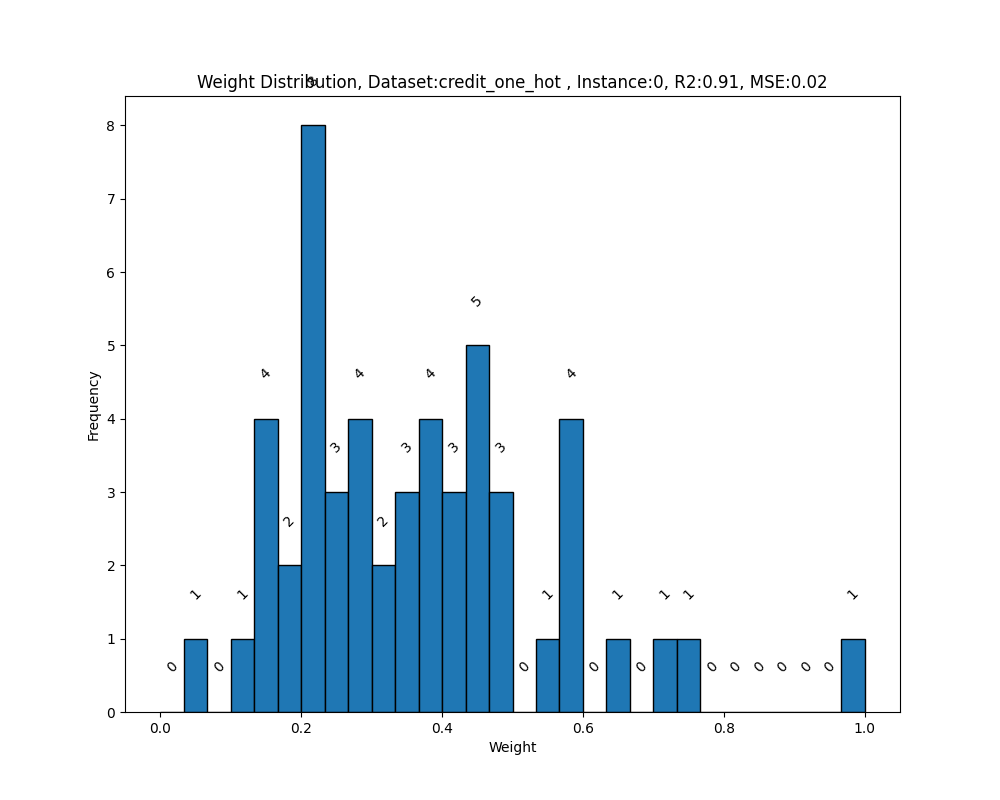 Weight Distribution, Dataset:credit_one_hot , Instance:0, R2:0.91, MSE:0.02
8
7
6
5
4
3
2
1
0
Frequency
0 1 0 1 4 2 8 3 4 2 3 4 3 5 3 0 1 4 0 1 0 1 1 0 0 0 0 0 0 1
0.0 0.2 0.4 0.6 0.8 1.0
Weight